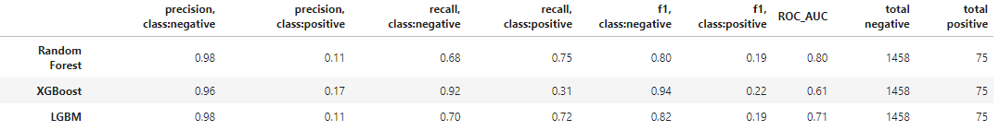 precision, class:negative precision, class:positive recall, class:negative recall, class:positive f1, class:negative f1, class:positive ROC_AUC total negative total positive
Random Forest 0.98 0.11 0.68 0.75 0.80 0.19 0.80 1458 75
XGBoost 0.96 0.17 0.92 0.31 0.94 0.22 0.61 1458 75
LGBM 0.98 0.11 0.70 0.72 0.82 0.19 0.71 1458 75